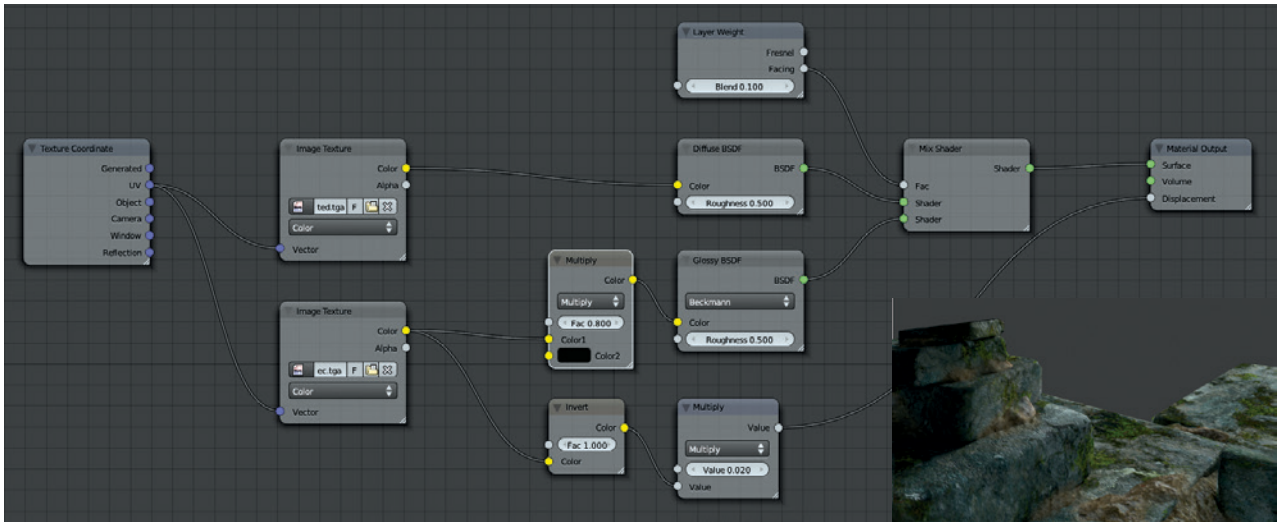 Layer Weight
Fresnel
Facing
Blend 0.100
Texture Coordinate
Generated
UV
Object
Camera
Window
Reflection
Image Texture
Color
Alpha
ted.tga F
Color
Vector
Diffuse BSDF
BSDF
Color
Roughness 0.500
Mix Shader
Shader
Fac
Shader
Shader
Material Output
Surface
Volume
Displacement
Multiply
Color
Multiply
Fac 0.800
Color1
Color2
Glossy BSDF
BSDF
Beckmann
Color
Roughness 0.500
Image Texture
Color
Alpha
ec.tga F
Color
Vector
Invert
Color
Fac 1.000
Color
Multiply
Value
Multiply
Value 0.020
Value